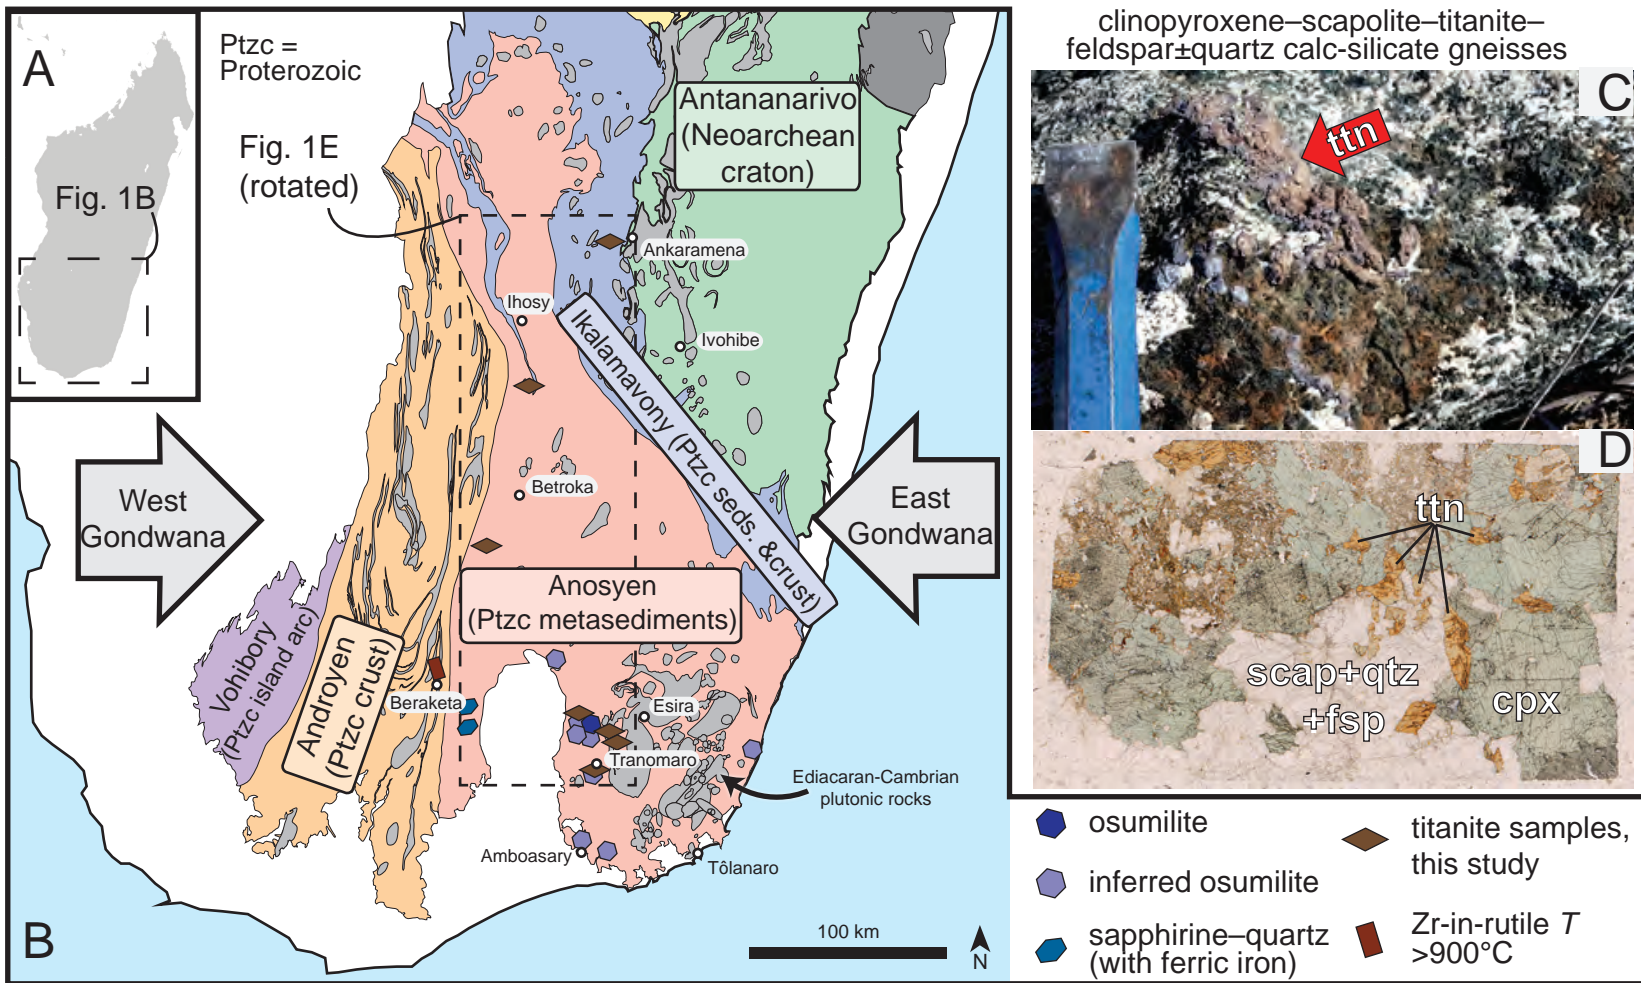 A
Fig. 1B
Ptzc =
Proterozoic
Fig. 1E
(rotated)
Antananarivo
(Neoarchean
craton)
Ankaramena
Ihosy
Ivohibe
Ikalamavony (Ptzc seds. &crust)
Betroka
West
Gondwana
East
Gondwana
Anosyen
(Ptzc metasediments)
Vohibory
(Ptzc island arc)
Androyen
(Ptzc crust)
Beraketa
Esira
Tranomaro
Ediacaran-Cambrian
plutonic rocks
Amboasary
Tôlanaro
B
100 km
N
clinopyroxene–scapolite–titanite–
feldspar±quartz calc-silicate gneisses
C
ttn
D
ttn
scap+qtz
+fsp
cpx
osumilite
inferred osumilite
sapphirine–quartz
(with ferric iron)
titanite samples,
this study
Zr-in-rutile T
>900°C